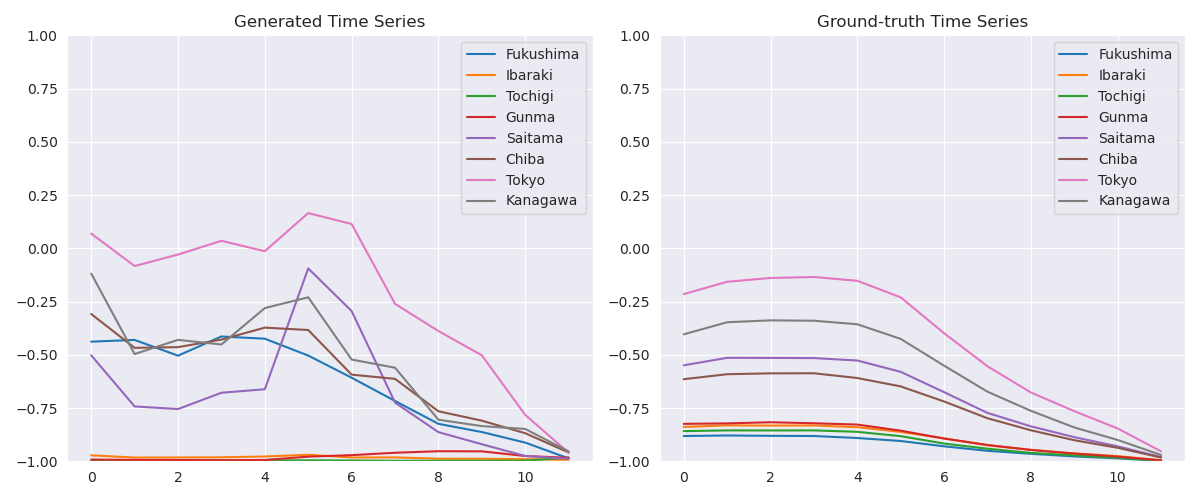 Generated Time Series
1.00
0.75
0.50
0.25
0.00
−0.25
−0.50
−0.75
−1.00
0 2 4 6 8 10
Fukushima
Ibaraki
Tochigi
Gunma
Saitama
Chiba
Tokyo
Kanagawa
Ground-truth Time Series
1.00
0.75
0.50
0.25
0.00
−0.25
−0.50
−0.75
−1.00
0 2 4 6 8 10
Fukushima
Ibaraki
Tochigi
Gunma
Saitama
Chiba
Tokyo
Kanagawa